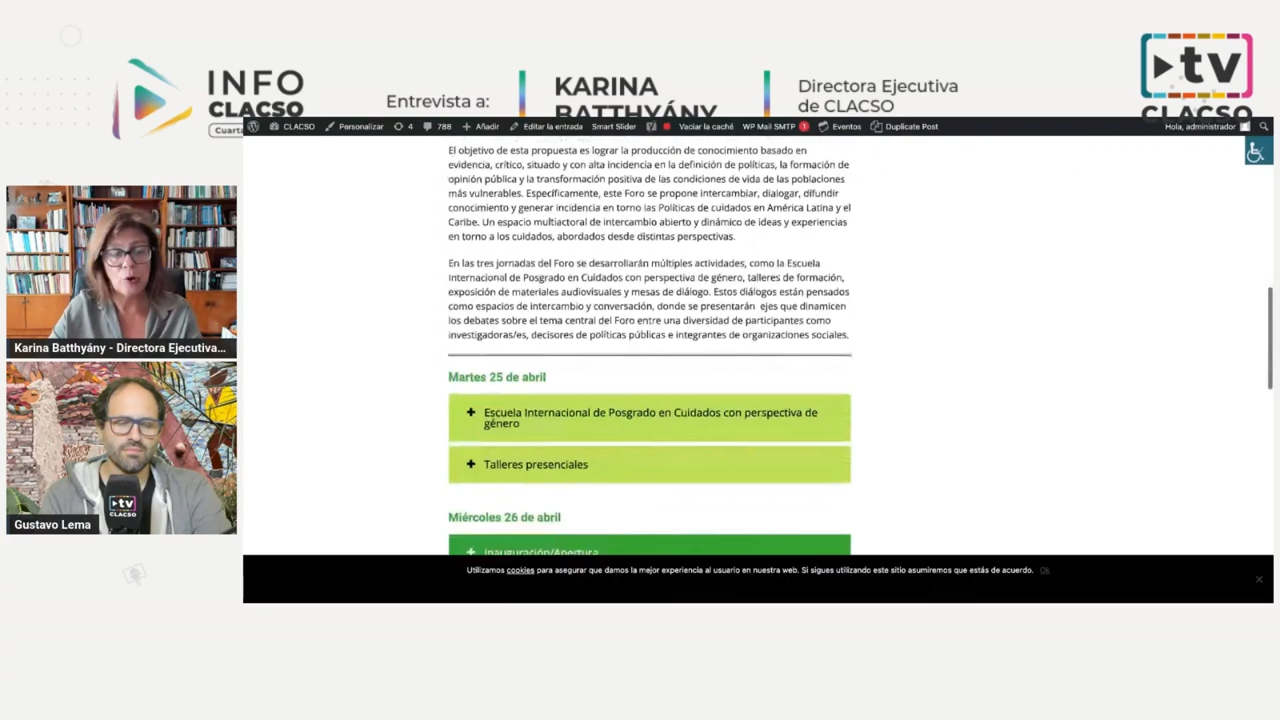 INFO
CLACSO
Cuarta
Entrevista a:
KARINA
BATTHYÁNY
Directora Ejecutiva
de CLACSO
tv
CLACSO
CLACSO Personalizar 4 788 Añadir Editar la entrada Smart Slider Vaciar la caché WP Mail SMTP 1 Eventos Duplicate Post Hola, administrador
El objetivo de esta propuesta es lograr la producción de conocimiento basado en
evidencia, crítico, situado y con alta incidencia en la definición de políticas, la formación de
opinión pública y la transformación positiva de las condiciones de vida de las poblaciones
más vulnerables. Específicamente, este Foro se propone intercambiar, dialogar, difundir
conocimiento y generar incidencia en torno las Políticas de cuidados en América Latina y el
Caribe. Un espacio multiactoral de intercambio abierto y dinámico de ideas y experiencias
en torno a los cuidados, abordados desde distintas perspectivas.
En las tres jornadas del Foro se desarrollarán múltiples actividades, como la Escuela
Internacional de Posgrado en Cuidados con perspectiva de género, talleres de formación,
exposición de materiales audiovisuales y mesas de diálogo. Estos diálogos están pensados
como espacios de intercambio y conversación, donde se presentarán ejes que dinamicen
los debates sobre el tema central del Foro entre una diversidad de participantes como
investigadoras/es, decisores de políticas públicas e integrantes de organizaciones sociales.
Martes 25 de abril
+ Escuela Internacional de Posgrado en Cuidados con perspectiva de
género
+ Talleres presenciales
Miércoles 26 de abril
+ Inauguración/Apertura
Utilizamos cookies para asegurar que damos la mejor experiencia al usuario en nuestra web. Si sigues utilizando este sitio asumiremos que estás de acuerdo. Ok
Karina Batthyány - Directora Ejecutiva...
tv
CLACSO
Gustavo Lema